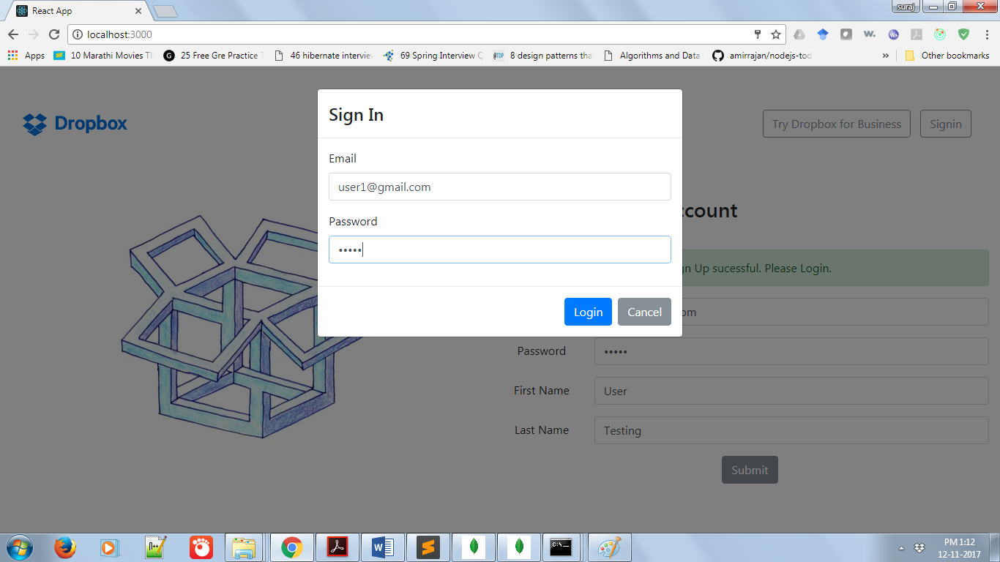 React App
suraj
localhost:3000
Apps
10 Marathi Movies Th
25 Free Gre Practice T
46 hibernate interview
69 Spring Interview Q
TDP
8 design patterns tha
Algorithms and Data
amirrajan/nodejs-tod
»
Other bookmarks
Dropbox
Try Dropbox for Business
Signin
Sign In
Email
user1@gmail.com
Password
•••••
Login
Cancel
ccount
gn Up sucessful. Please Login.
om
Password
•••••
First Name
User
Last Name
Testing
Submit
PM 1:12
12-11-2017